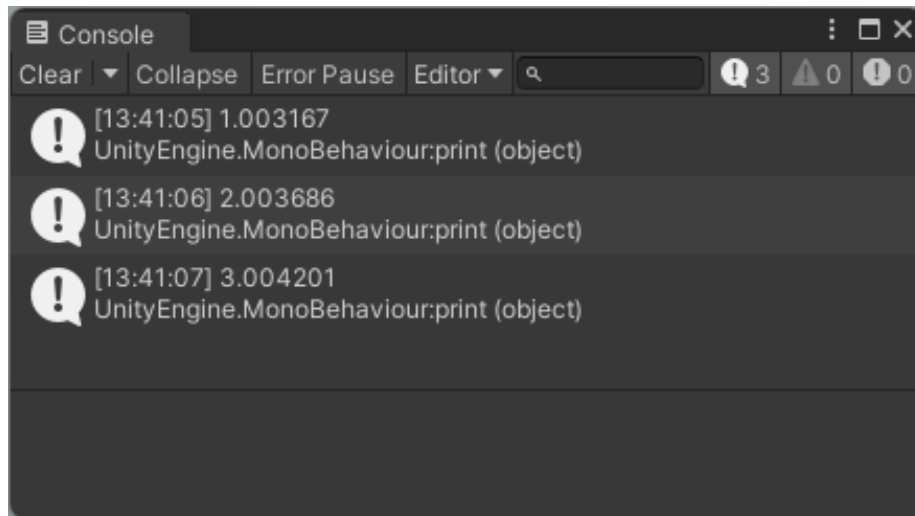 Console
Clear Collapse Error Pause Editor 3 0 0
[13:41:05] 1.003167
UnityEngine.MonoBehaviour:print (object)
[13:41:06] 2.003686
UnityEngine.MonoBehaviour:print (object)
[13:41:07] 3.004201
UnityEngine.MonoBehaviour:print (object)